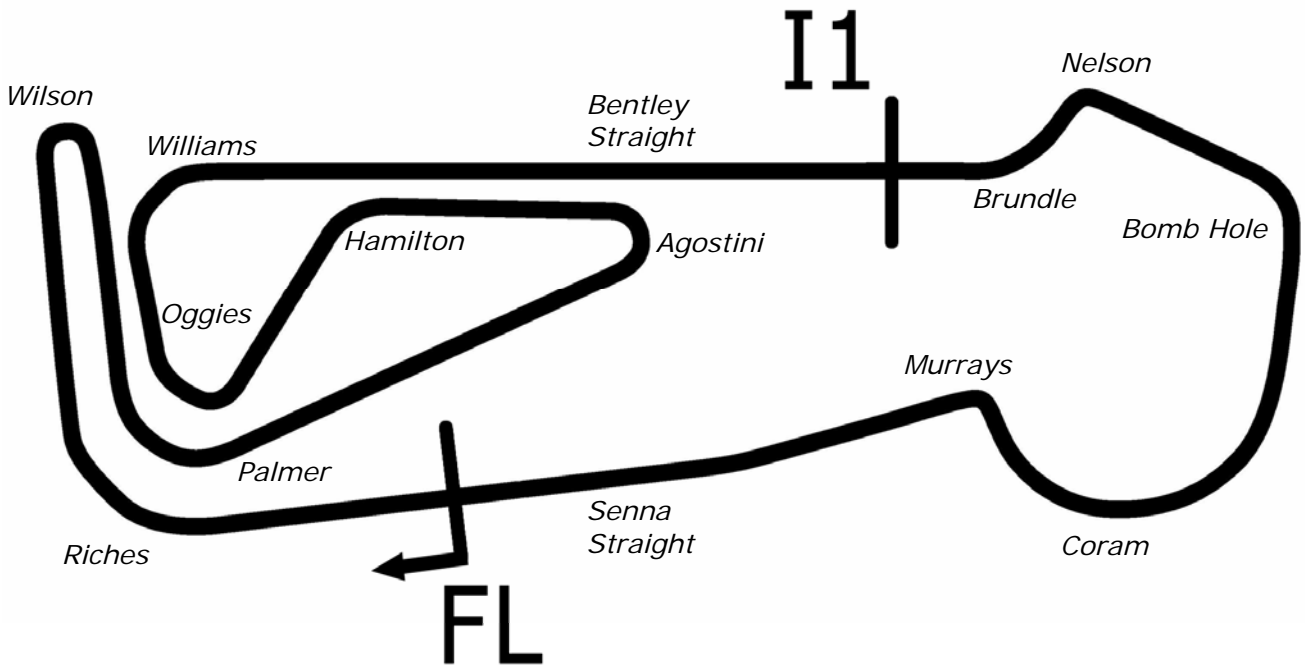 I1
Nelson
Wilson
Bentley
Straight
Williams
Brundle
Bomb Hole
Hamilton
Agostini
Oggies
Murrays
Palmer
Senna
Straight
Riches
Coram
FL